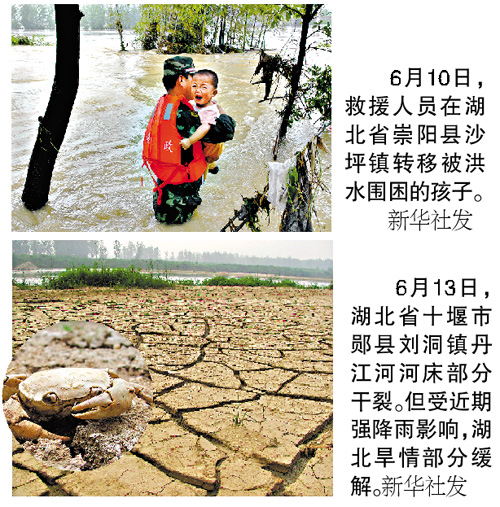 6月10日，
救援人员在湖
北省崇阳县沙
坪镇转移被洪
水围困的孩子。
新华社发
6月13日，
湖北省十堰市
郧县刘洞镇丹
江河河床部分
干裂。但受近期
强降雨影响，湖
北旱情部分缓
解。新华社发